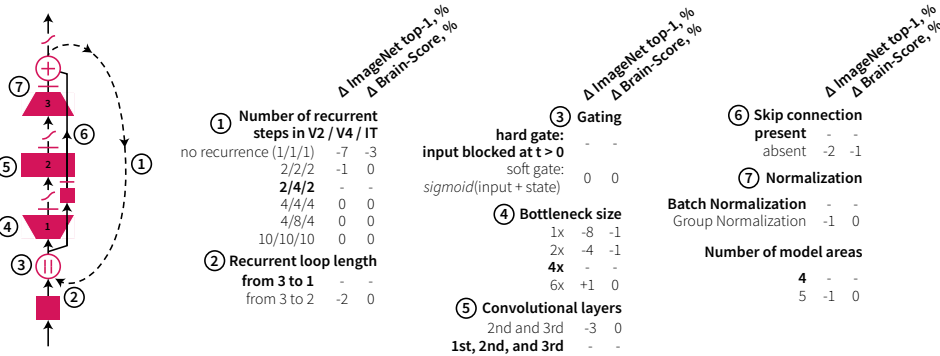 Δ ImageNet top-1, %
Δ Brain-Score, %
1 Number of recurrent
steps in V2 / V4 / IT
no recurrence (1/1/1) -7 -3
2/2/2 -1 0
2/4/2 - -
4/4/4 0 0
4/8/4 0 0
10/10/10 0 0
2 Recurrent loop length
from 3 to 1 - -
from 3 to 2 -2 0
Δ ImageNet top-1, %
Δ Brain-Score, %
3 Gating
hard gate:
input blocked at t > 0 - -
soft gate:
sigmoid(input + state) 0 0
4 Bottleneck size
1x -8 -1
2x -4 -1
4x - -
6x +1 0
5 Convolutional layers
2nd and 3rd -3 0
1st, 2nd, and 3rd - -
Δ ImageNet top-1, %
Δ Brain-Score, %
6 Skip connection
present - -
absent -2 -1
7 Normalization
Batch Normalization - -
Group Normalization -1 0
Number of model areas
4 - -
5 -1 0
+
7
3
6
5
2
1
4
1
3
2